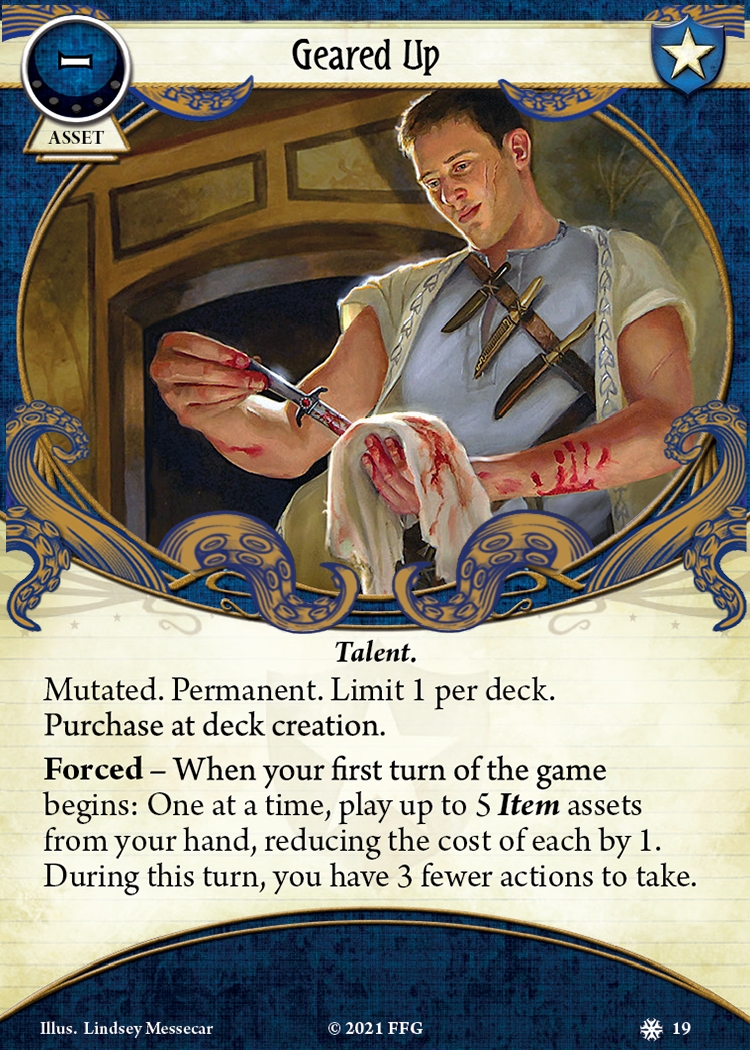 Geared Up
ASSET
Talent.
Mutated. Permanent. Limit 1 per deck.
Purchase at deck creation.
Forced – When your first turn of the game
begins: One at a time, play up to 5 Item assets
from your hand, reducing the cost of each by 1.
During this turn, you have 3 fewer actions to take.
Illus. Lindsey Messecar
© 2021 FFG
19